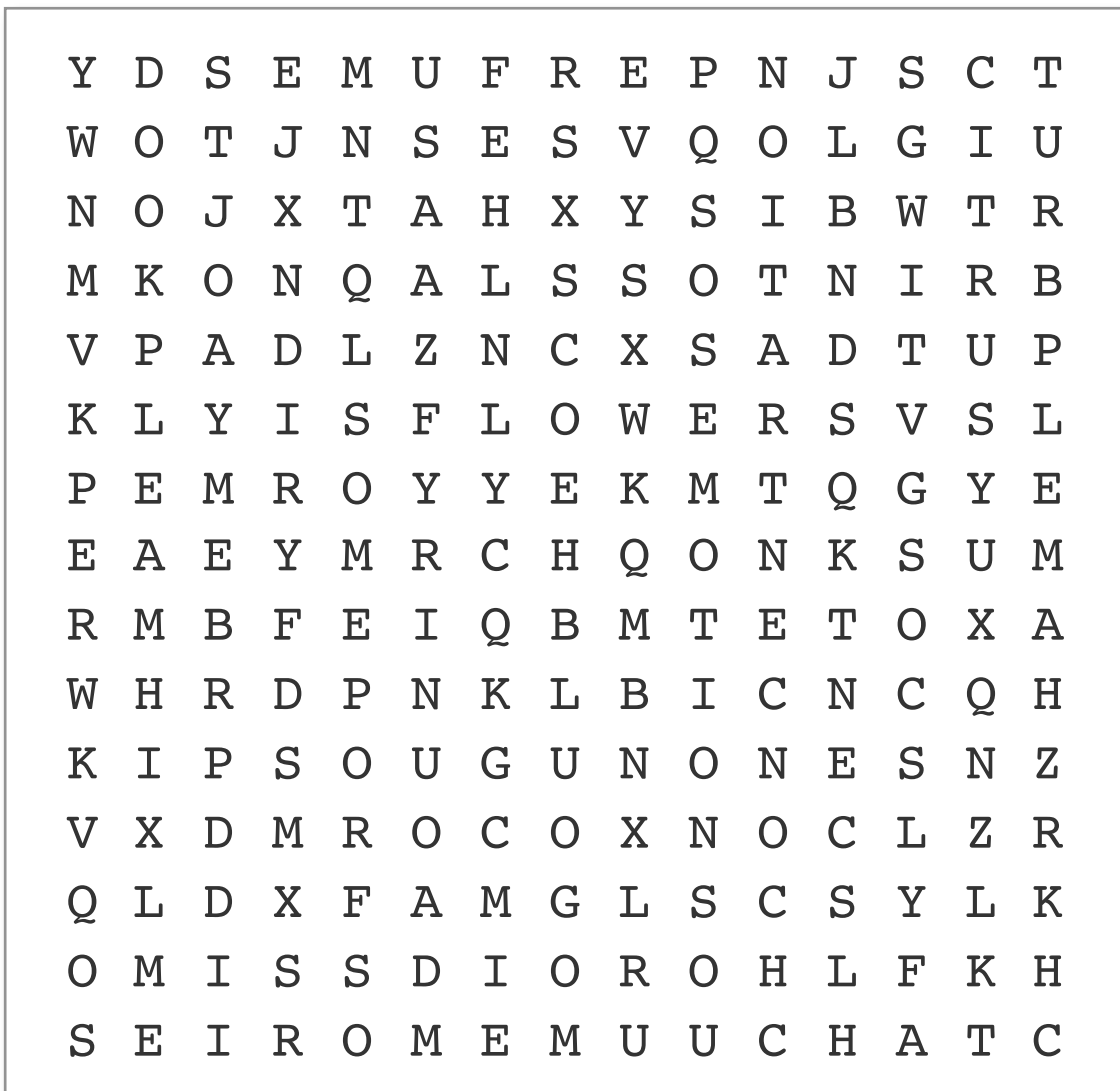 Y D S E M U F R E P N J S C T
W O T J N S E S V Q O L G I U
N O J X T A H X Y S I B W T R
M K O N Q A L S S O T N I R B
V P A D L Z N C X S A D T U P
K L Y I S F L O W E R S V S L
P E M R O Y Y E K M T Q G Y E
E A E Y M R C H Q O N K S U M
R M B F E I Q B M T E T O X A
W H R D P N K L B I C N C Q H
K I P S O U G U N O N E S N Z
V X D M R O C O X N O C L Z R
Q L D X F A M G L S C S Y L K
O M I S S D I O R O H L F K H
S E I R O M E M U U C H A T C